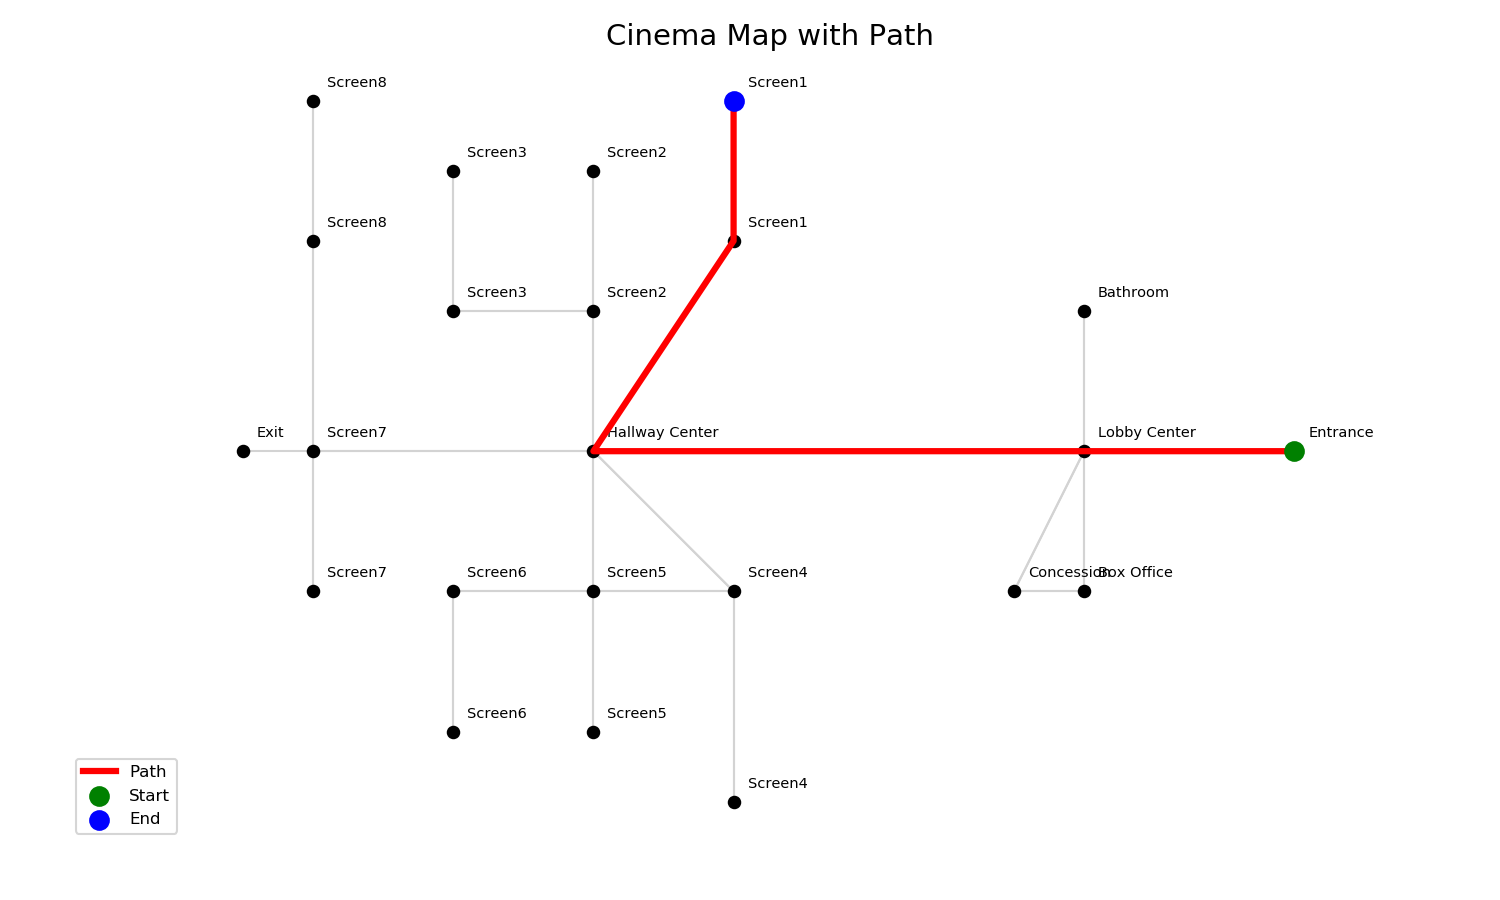 Cinema Map with Path
Screen8
Screen1
Screen3
Screen2
Screen8
Screen1
Screen3
Screen2
Bathroom
Exit
Screen7
Hallway Center
Lobby Center
Entrance
Screen7
Screen6
Screen5
Screen4
Concession
Box Office
Screen6
Screen5
Screen4
Path
Start
End